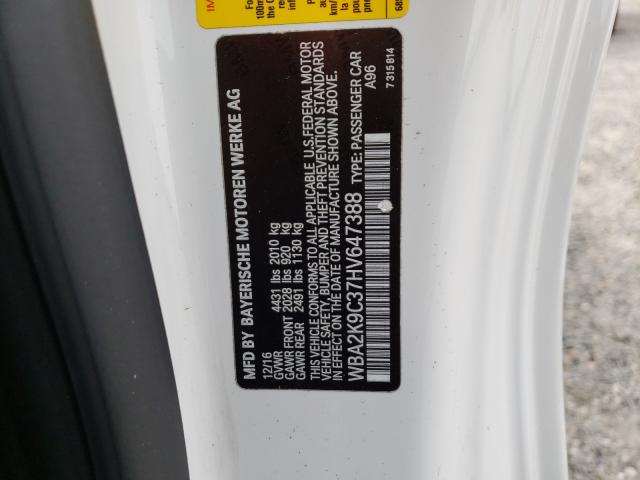 MFD BY BAYERISCHE MOTOREN WERKE AG
12/16
GVWR 4431 lbs 2010 kg
GAWR FRONT 2028 lbs 920 kg
GAWR REAR 2491 lbs 1130 kg
THIS VEHICLE CONFORMS TO ALL APPLICABLE U.S.FEDERAL MOTOR
VEHICLE SAFETY, BUMPER AND THEFT PREVENTION STANDARDS
IN EFFECT ON THE DATE OF MANUFACTURE SHOWN ABOVE.
WBA2K9C37HV647388 TYPE: PASSENGER CAR
A96
7315814